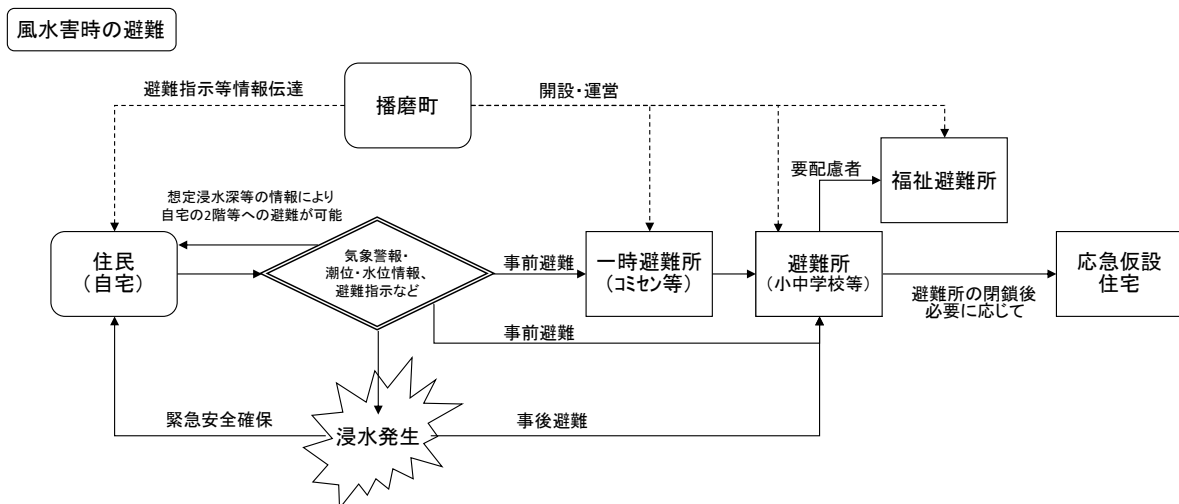 風水害時の避難
避難指示等情報伝達
播磨町
開設・運営
要配慮者
福祉避難所
想定浸水深等の情報により
自宅の2階等への避難が可能
住民
（自宅）
気象警報・
潮位・水位情報、
避難指示など
事前避難
一時避難所
（コミセン等）
避難所
（小中学校等）
避難所の閉鎖後
必要に応じて
応急仮設
住宅
事前避難
緊急安全確保
浸水発生
事後避難